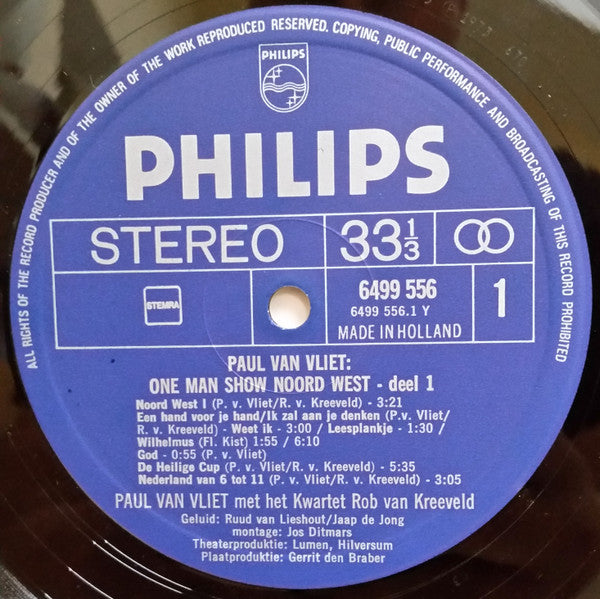 ALL RIGHTS OF THE RECORD PRODUCER AND OF THE OWNER OF THE WORK REPRODUCED RESERVED. COPYING, PUBLIC PERFORMANCE AND BROADCASTING OF THIS RECORD PROHIBITED
PHILIPS
PHILIPS
STEREO 33 1/3
STEMRA 6499 556 1
6499 556.1 Y
MADE IN HOLLAND
PAUL VAN VLIET:
ONE MAN SHOW NOORD WEST - deel 1
Noord West I (P. v. Vliet/R. v. Kreeveld) - 3:21
Een hand voor je hand/Ik zal aan je denken (P.v. Vliet/
R. v. Kreeveld) - Weet ik - 3:00 / Leesplankje - 1:30 /
Wilhelmus (Fl. Kist) 1:55 / 6:10
God - 0:55 (P. v. Vliet)
De Heilige Cup (P. v. Vliet/R. v. Kreeveld) - 5:35
Nederland van 6 tot 11 (P. v. Vliet/R. v. Kreeveld) - 3:05
PAUL VAN VLIET met het Kwartet Rob van Kreeveld
Geluid: Ruud van Lieshout/Jaap de Jong
montage: Jos Ditmars
Theaterproduktie: Lumen, Hilversum
Plaatproduktie: Gerrit den Braber